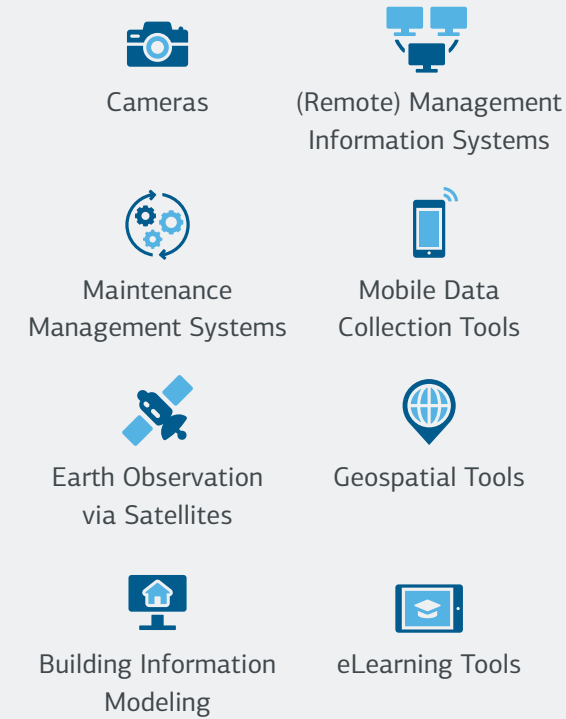 Cameras
(Remote) Management
Information Systems
Maintenance
Management Systems
Mobile Data
Collection Tools
Earth Observation
via Satellites
Geospatial Tools
Building Information
Modeling
eLearning Tools